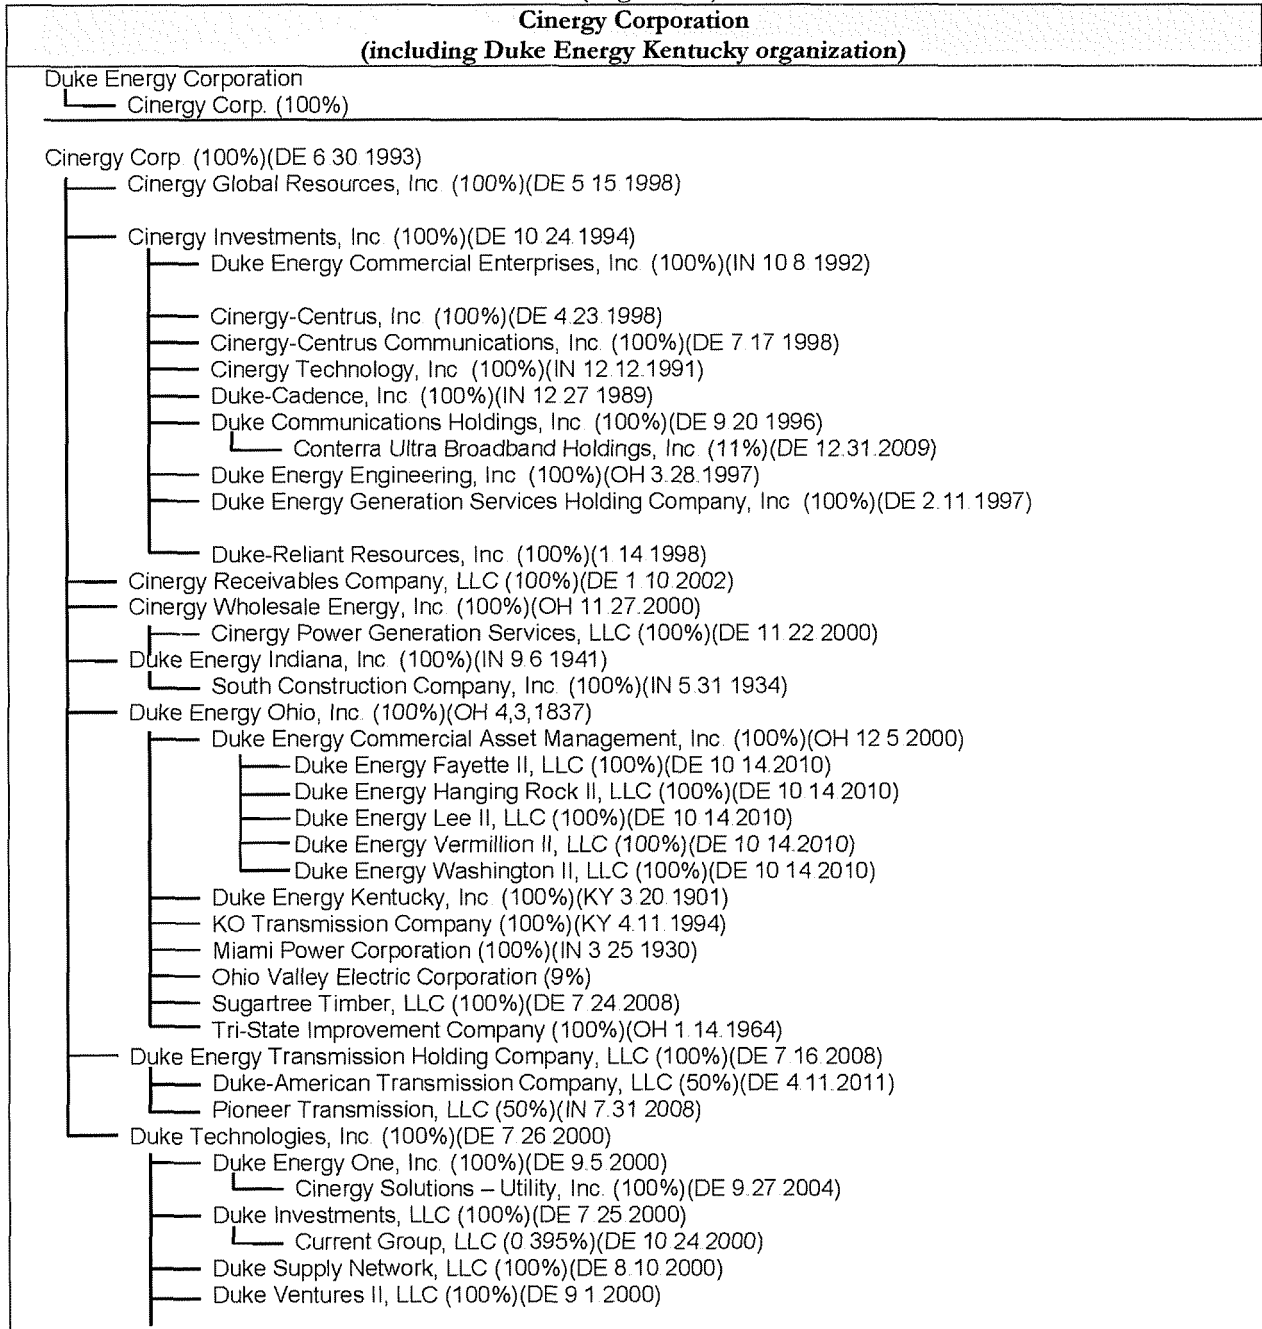 Cinergy Corporation
(including Duke Energy Kentucky organization)
Duke Energy Corporation
Cinergy Corp. (100%)
Cinergy Corp (100%)(DE 6 30 1993)
Cinergy Global Resources, Inc (100%)(DE 5 15 1998)
Cinergy Investments, Inc (100%)(DE 10 24 1994)
Duke Energy Commercial Enterprises, Inc (100%)(IN 10 8 1992)
Cinergy-Centrus, Inc (100%)(DE 4.23 1998)
Cinergy-Centrus Communications, Inc (100%)(DE 7 17 1998)
Cinergy Technology, Inc (100%)(IN 12.12.1991)
Duke-Cadence, Inc (100%)(IN 12 27 1989)
Duke Communications Holdings, Inc (100%)(DE 9 20 1996)
Conterra Ultra Broadband Holdings, Inc (11%)(DE 12.31.2009)
Duke Energy Engineering, Inc (100%)(OH 3.28.1997)
Duke Energy Generation Services Holding Company, Inc (100%)(DE 2.11.1997)
Duke-Reliant Resources, Inc (100%)(1 14 1998)
Cinergy Receivables Company, LLC (100%)(DE 1 10 2002)
Cinergy Wholesale Energy, Inc (100%)(OH 11.27.2000)
Cinergy Power Generation Services, LLC (100%)(DE 11 22 2000)
Duke Energy Indiana, Inc (100%)(IN 9 6 1941)
South Construction Company, Inc. (100%)(IN 5.31 1934)
Duke Energy Ohio, Inc. (100%)(OH 4,3,1837)
Duke Energy Commercial Asset Management, Inc. (100%)(OH 12 5 2000)
Duke Energy Fayette II, LLC (100%)(DE 10 14.2010)
Duke Energy Hanging Rock II, LLC (100%)(DE 10 14.2010)
Duke Energy Lee II, LLC (100%)(DE 10 14.2010)
Duke Energy Vermillion II, LLC (100%)(DE 10 14.2010)
Duke Energy Washington II, LLC (100%)(DE 10 14 2010)
Duke Energy Kentucky, Inc. (100%)(KY 3 20 1901)
KO Transmission Company (100%)(KY 4.11 1994)
Miami Power Corporation (100%)(IN 3 25 1930)
Ohio Valley Electric Corporation (9%)
Sugartree Timber, LLC (100%)(DE 7 24 2008)
Tri-State Improvement Company (100%)(OH 1 14 1964)
Duke Energy Transmission Holding Company, LLC (100%)(DE 7.16 2008)
Duke-American Transmission Company, LLC (50%)(DE 4.11.2011)
Pioneer Transmission, LLC (50%)(IN 7.31 2008)
Duke Technologies, Inc. (100%)(DE 7 26 2000)
Duke Energy One, Inc. (100%)(DE 9.5 2000)
Cinergy Solutions – Utility, Inc. (100%)(DE 9.27 2004)
Duke Investments, LLC (100%)(DE 7 25 2000)
Current Group, LLC (0 395%)(DE 10 24 2000)
Duke Supply Network, LLC (100%)(DE 8 10 2000)
Duke Ventures II, LLC (100%)(DE 9 1 2000)